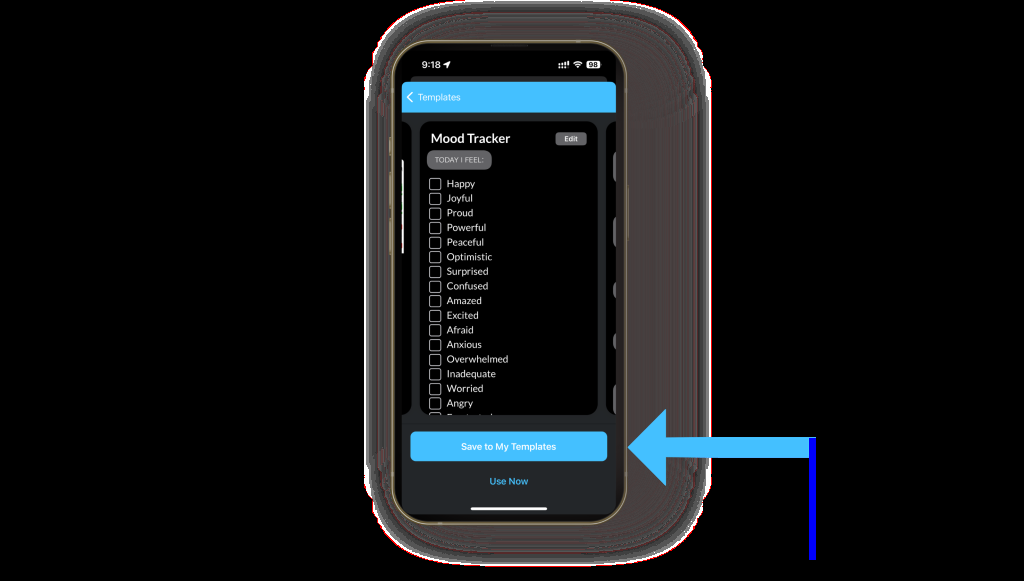 9:18
98
Templates
Mood Tracker
Edit
TODAY I FEEL:
Happy
Joyful
Proud
Powerful
Peaceful
Optimistic
Surprised
Confused
Amazed
Excited
Afraid
Anxious
Overwhelmed
Inadequate
Worried
Angry
Save to My Templates
Use Now